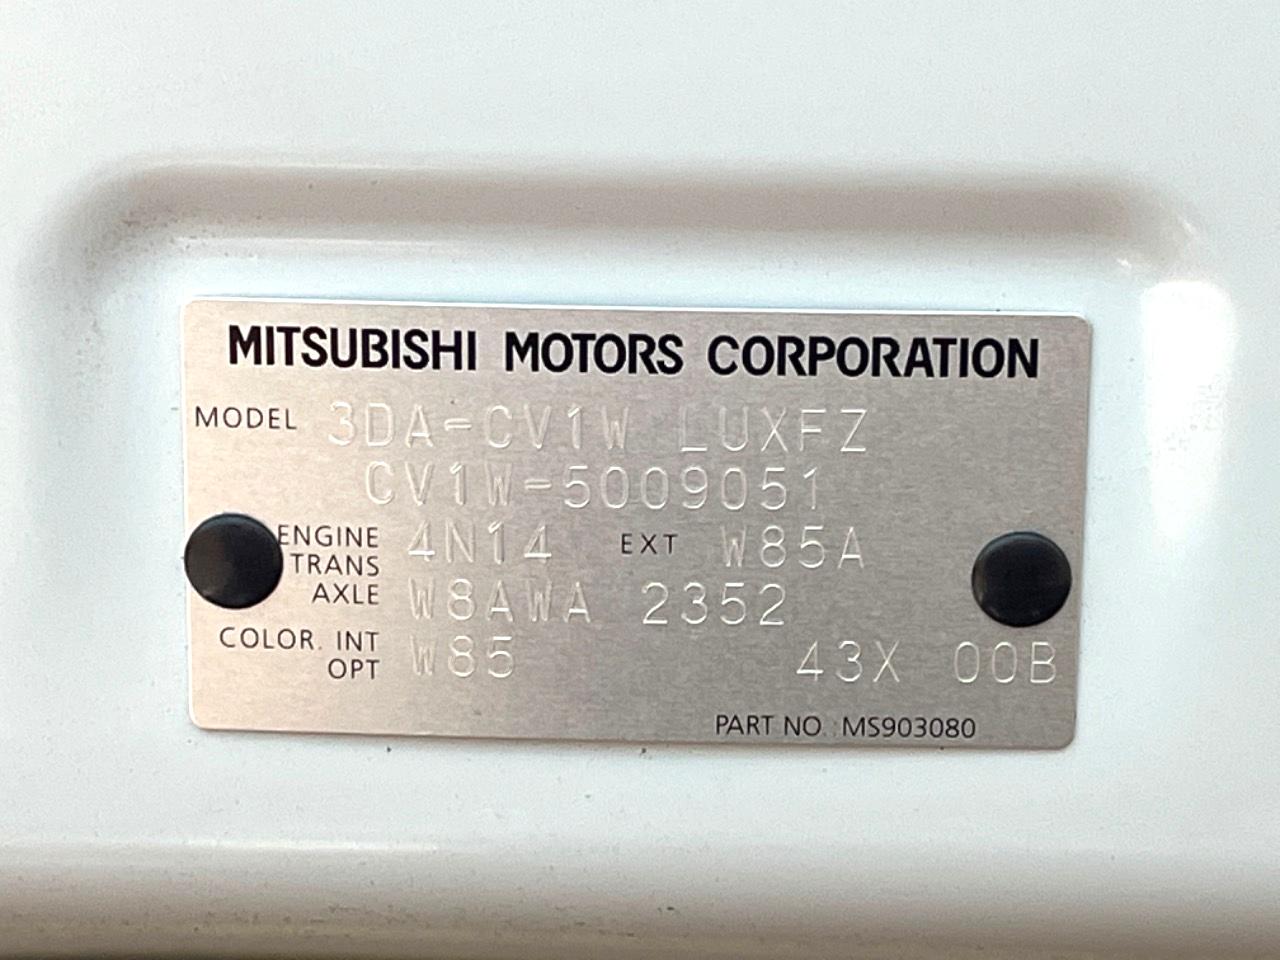 MITSUBISHI MOTORS CORPORATION
MODEL 3DA-CV1W LUXFZ
CV1W-5009051
ENGINE 4N14 EXT W85A
TRANS
AXLE W8AWA 2352
COLOR. INT
OPT W85 43X 00B
PART NO. MS903080